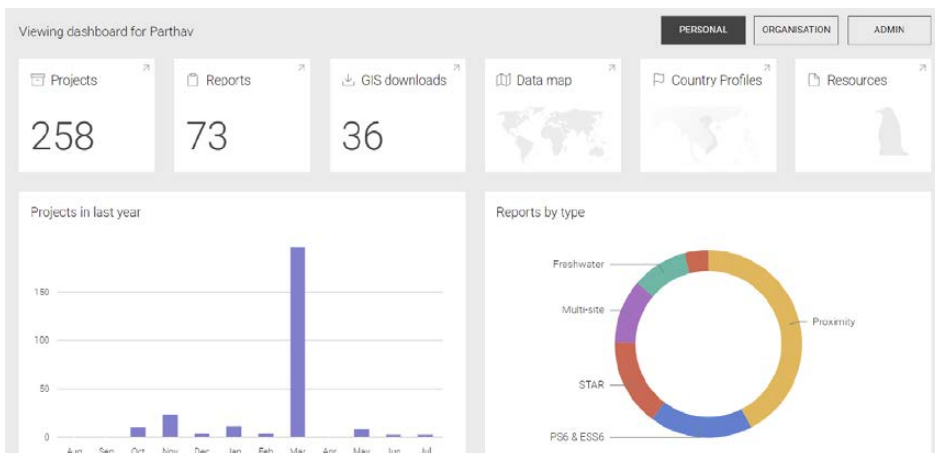 Viewing dashboard for Parthav
PERSONAL
ORGANISATION
ADMIN
Projects
258
Reports
73
GIS downloads
36
Data map
Country Profiles
Resources
Projects in last year
150
100
50
0
Aug Sep Oct Nov Dec Jan Feb Mar Apr May Jun Jul
Reports by type
Freshwater
Multi-site
Proximity
STAR
PS6 & ESS6